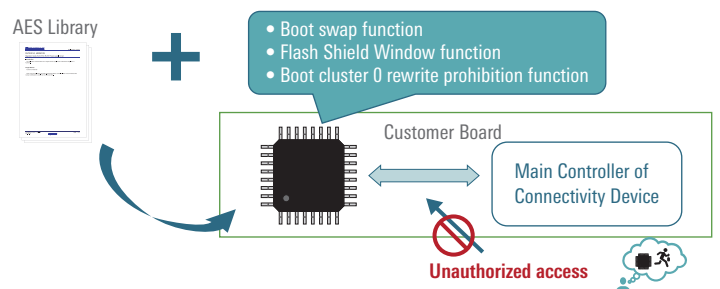 AES Library
• Boot swap function
• Flash Shield Window function
• Boot cluster 0 rewrite prohibition function
Customer Board
Main Controller of
Connectivity Device
Unauthorized access